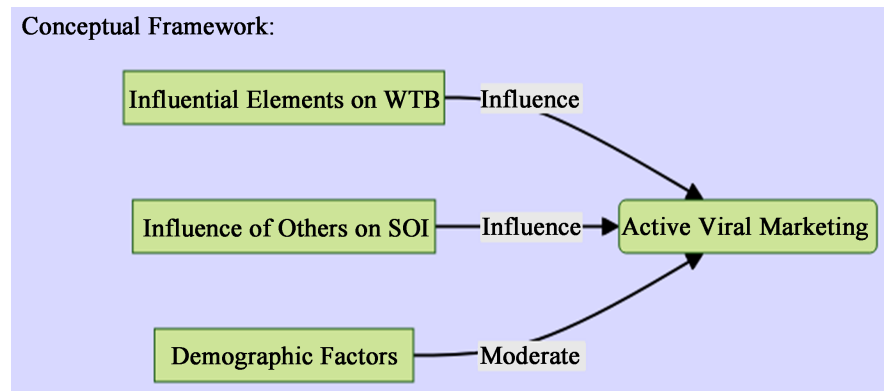 Conceptual Framework:
Influential Elements on WTB
Influence
Influence of Others on SOI
Influence
Active Viral Marketing
Demographic Factors
Moderate